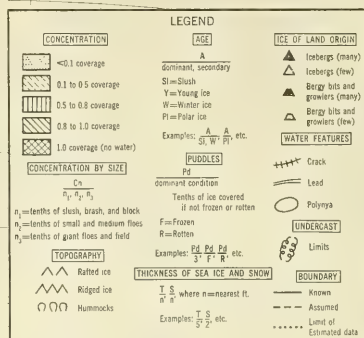 LEGEND
CONCENTRATION
<0.1 coverage
0.1 to 0.5 coverage
0.5 to 0.8 coverage
0.8 to 1.0 coverage
1.0 coverage (no water)
CONCENTRATION BY SIZE
Cn
n1, n2, n3
n1=tenths of slush, brash, and block
n2=tenths of small and medium floes
n3=tenths of giant floes and field
TOPOGRAPHY
Rafted ice
Ridged ice
Hummocks
AGE
A
dominant, secondary
Sl=Slush
Y=Young ice
W=Winter ice
Pl=Polar ice
Examples: A/Sl, W' A/Pl' etc.
PUDDLES
Pd
dominant condition
Tenths of ice covered
if not frozen or rotten
F=Frozen
R=Rotten
Examples: Pd/3' Pd/F' Pd/R' etc.
THICKNESS OF SEA ICE AND SNOW
T/n' S/n' where n=nearest ft.
Examples: T/5' S/2' etc.
ICE OF LAND ORIGIN
Icebergs (many)
Icebergs (few)
Bergy bits and
growlers (many)
Bergy bits and
growlers (few)
WATER FEATURES
Crack
Lead
Polynya
UNDERCAST
Limits
BOUNDARY
Known
Assumed
Limit of
Estimated data